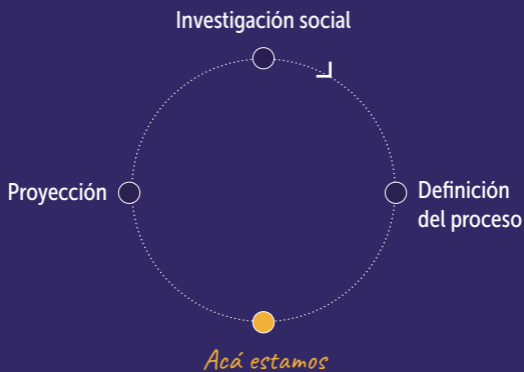 Investigación social
Proyección
Definición
del proceso
Acá estamos